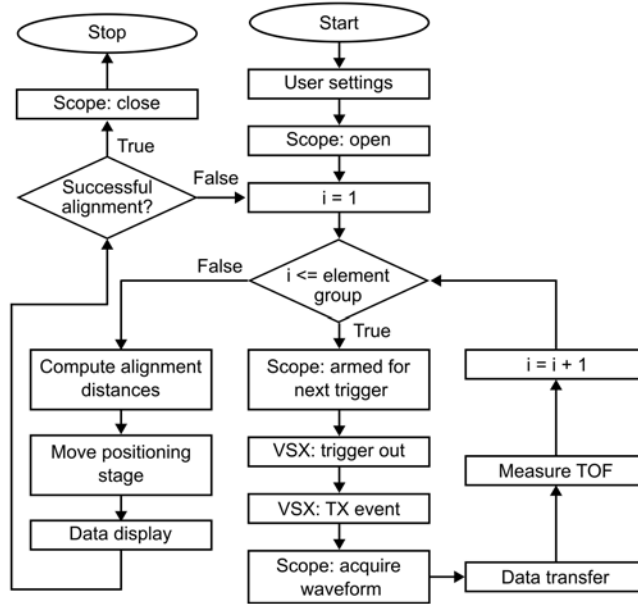 Stop
Start
Scope: close
User settings
True
Scope: open
Successful
alignment?
False
i = 1
False
i <= element
group
True
Compute alignment
distances
Scope: armed for
next trigger
i = i + 1
Move positioning
stage
VSX: trigger out
Measure TOF
Data display
VSX: TX event
Scope: acquire
waveform
Data transfer